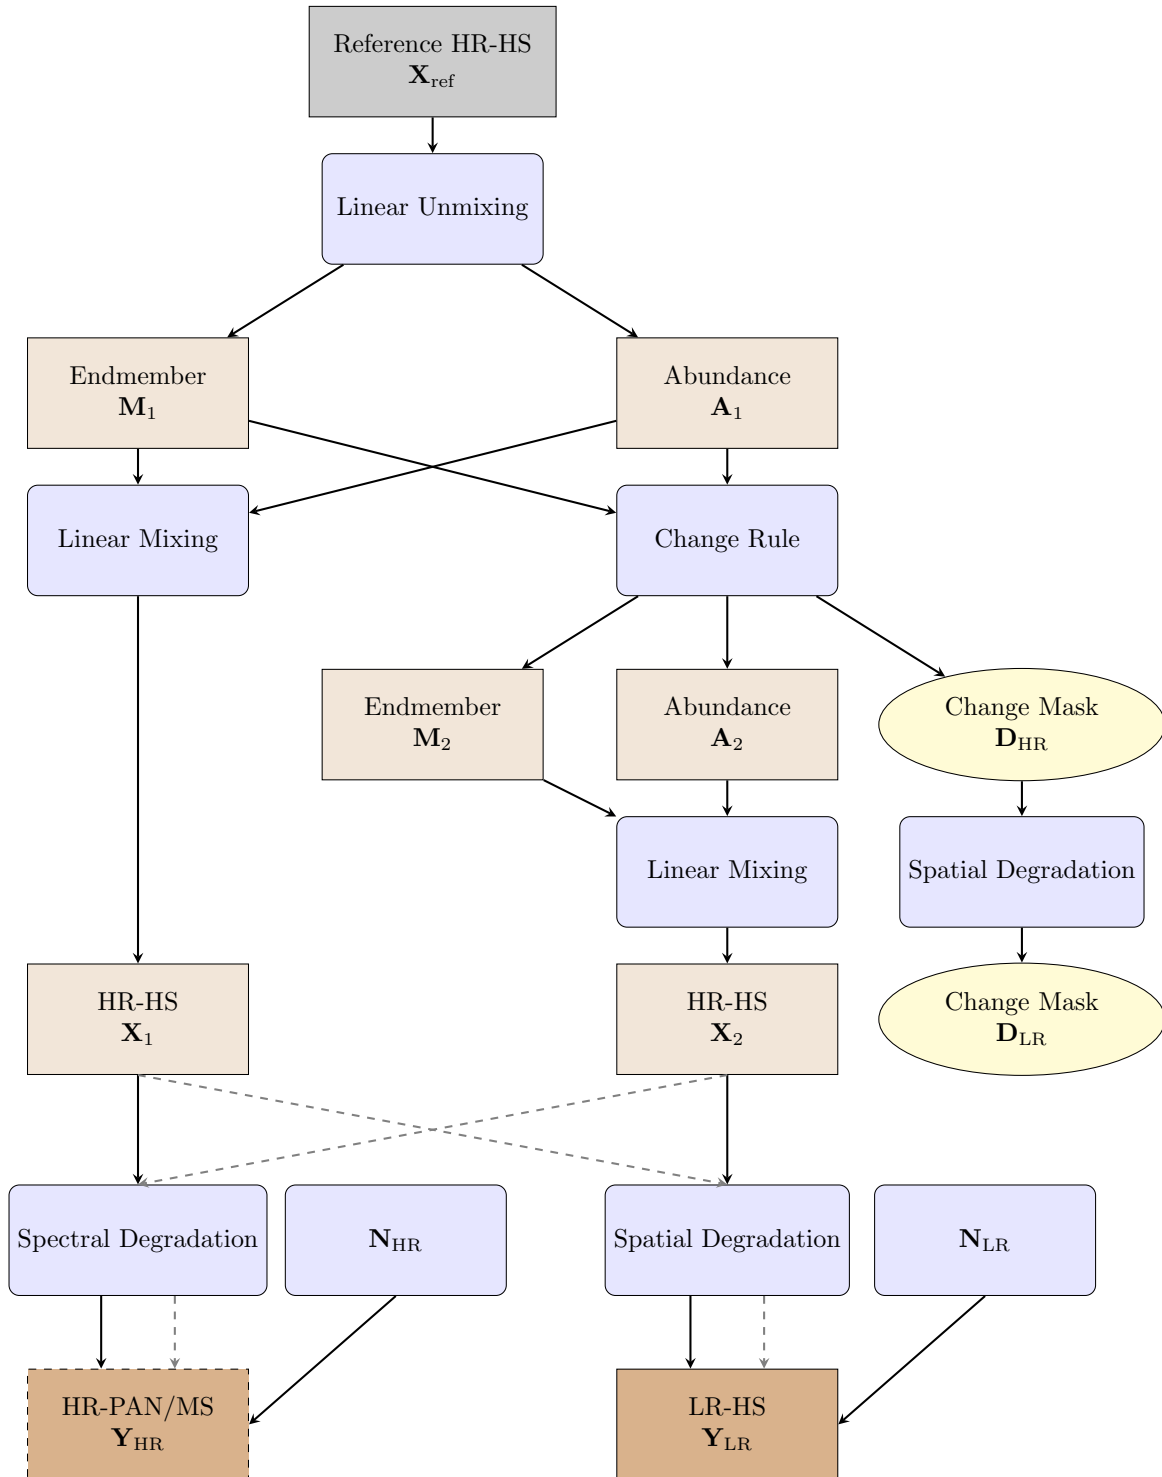 Reference HR-HS
X_ref
Linear Unmixing
Endmember
M_1
Abundance
A_1
Linear Mixing
Change Rule
Endmember
M_2
Abundance
A_2
Change Mask
D_HR
Linear Mixing
Spatial Degradation
HR-HS
X_1
HR-HS
X_2
Change Mask
D_LR
Spectral Degradation
N_HR
Spatial Degradation
N_LR
HR-PAN/MS
Y_HR
LR-HS
Y_LR